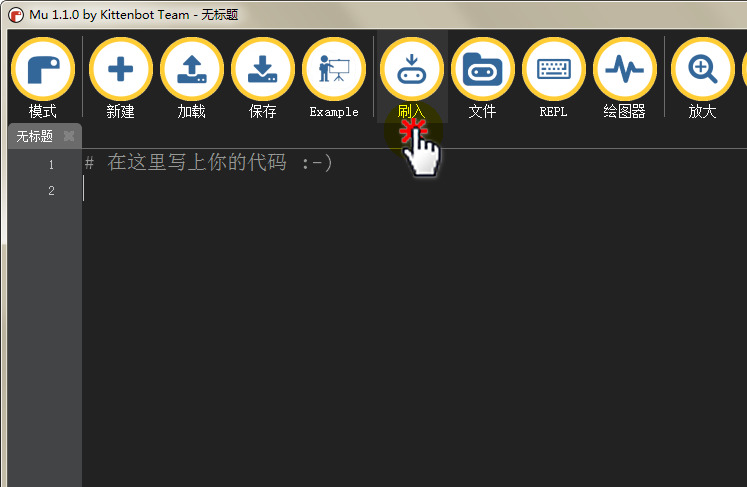 Mu 1.1.0 by Kittenbot Team - 无标题
模式 新建 加载 保存 Example 刷入 文件 REPL 绘图器 放大
无标题
1 # 在这里写上你的代码 :-)
2